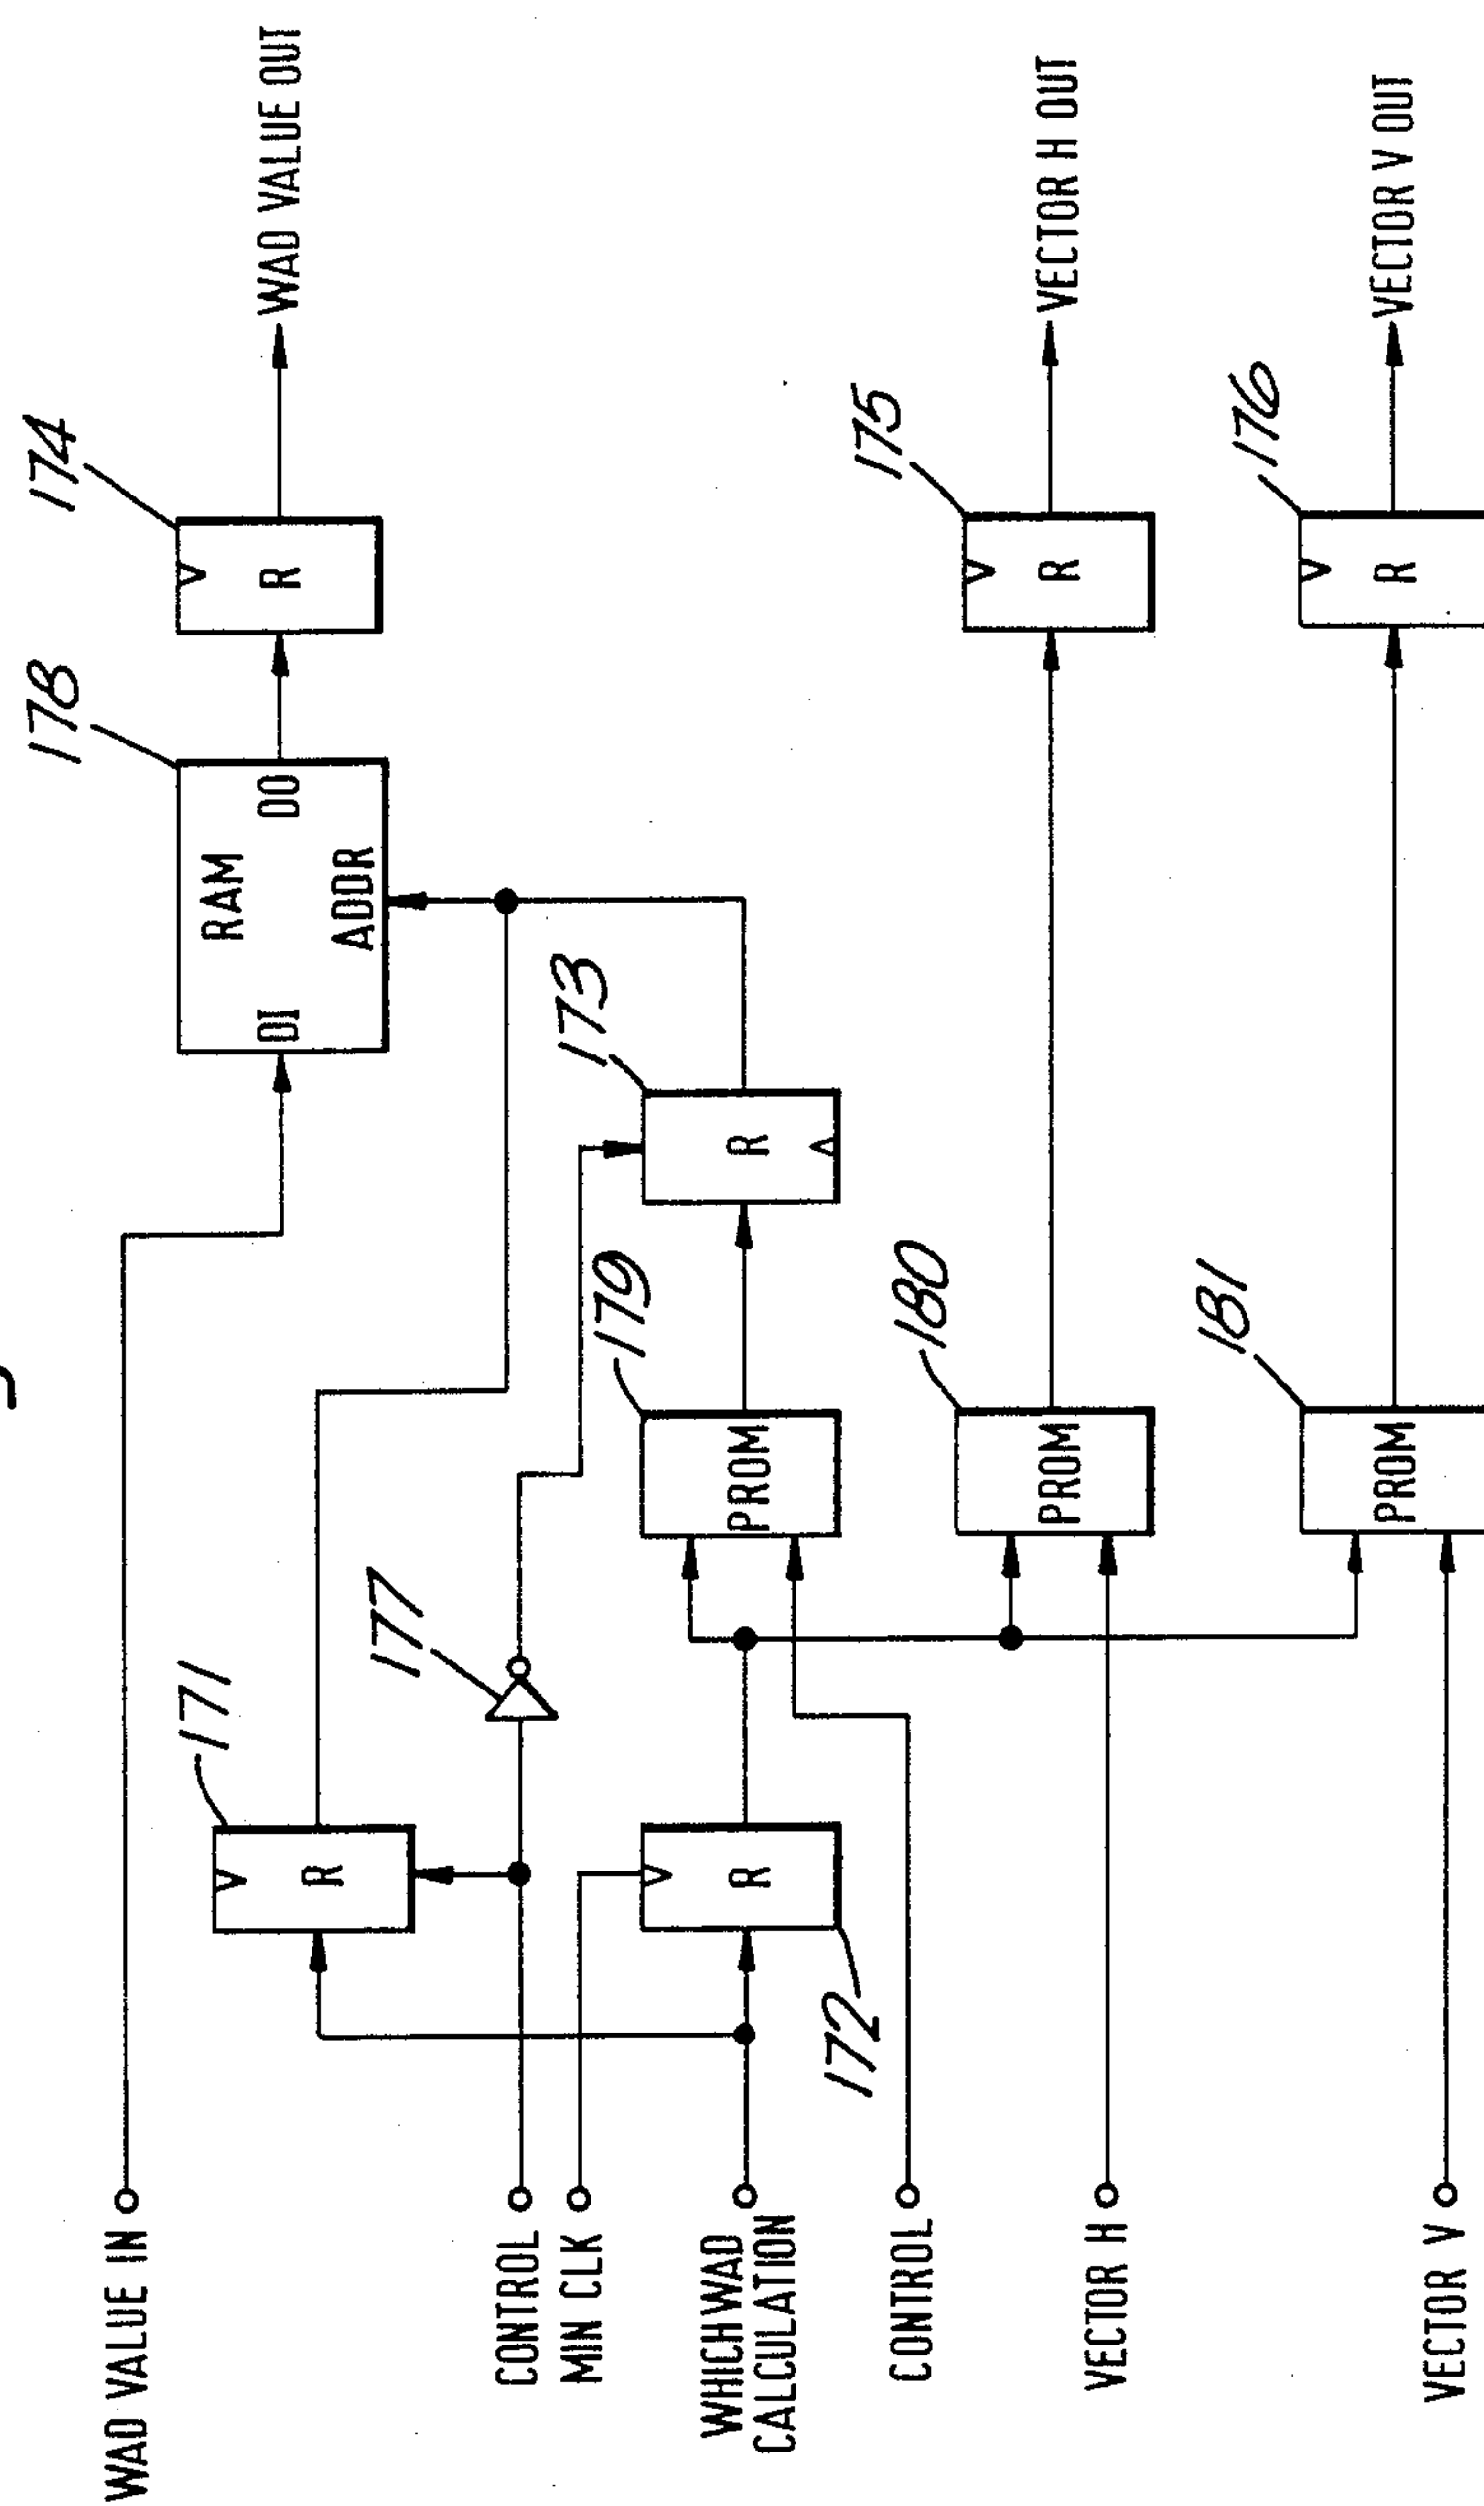 WAD VALUE IN
CONTROL
MIN CLK
WHICH WAD
CALCULATION
CONTROL
VECTOR H
VECTOR V
171
R
177
172
R
179
PROM
180
PROM
181
PROM
173
R
178
RAM
DI
DO
ADDR
174
R
175
R
176
R
WAD VALUE OUT
VECTOR H OUT
VECTOR V OUT